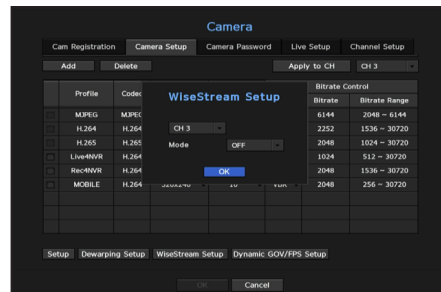 Camera
Cam Registration Camera Setup Camera Password Live Setup Channel Setup
Add Delete Apply to CH CH 3
Profile Codec Bitrate Control
Bitrate Bitrate Range
WiseStream Setup
CH 3
Mode OFF
OK
MJPEG MJPEG 6144 2048 ~ 6144
H.264 H.264 2252 1536 ~ 30720
H.265 H.265 2048 1024 ~ 30720
Live4NVR H.264 1024 512 ~ 30720
Rec4NVR H.264 2048 1536 ~ 30720
MOBILE H.264 320x240 10 VBR 2048 256 ~ 30720
Setup Dewarping Setup WiseStream Setup Dynamic GOV/FPS Setup
OK Cancel